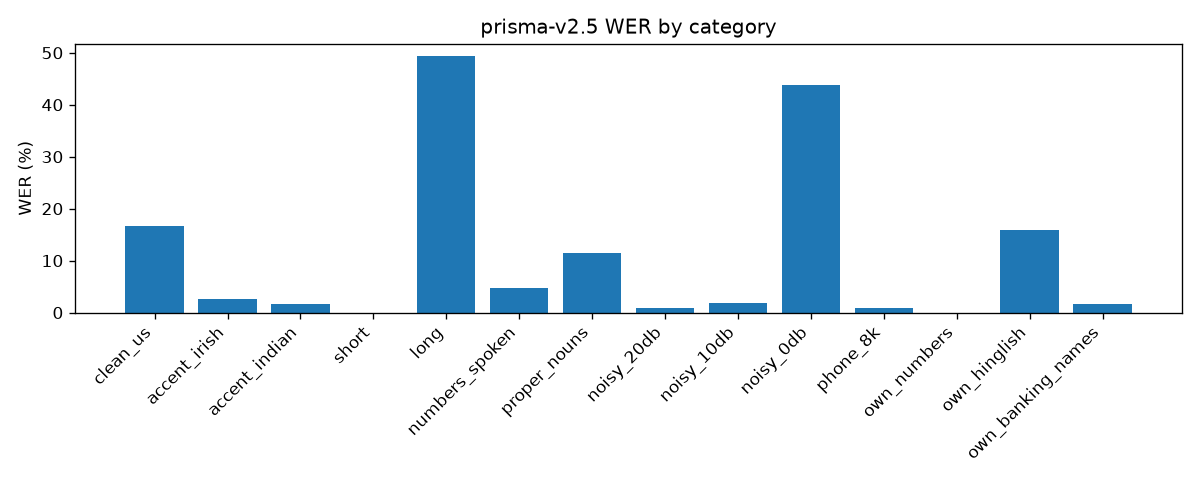 prisma-v2.5 WER by category
WER (%)
50
40
30
20
10
0
clean_us
accent_irish
accent_indian
short
long
numbers_spoken
proper_nouns
noisy_20db
noisy_10db
noisy_0db
phone_8k
own_numbers
own_hinglish
own_banking_names